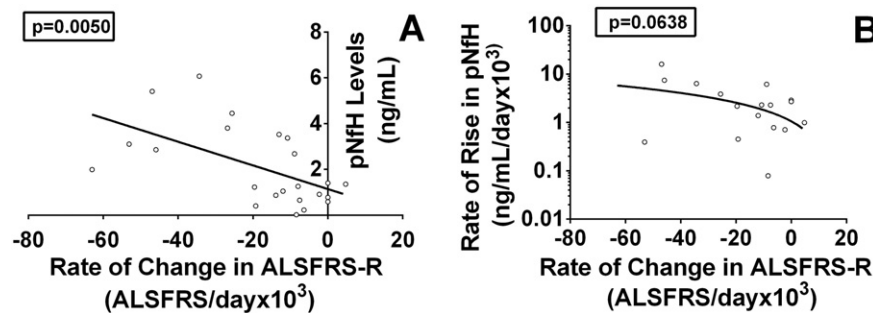 p=0.0050
A
8
6
4
2
pNfH Levels
(ng/mL)
-80 -60 -40 -20 0 20
Rate of Change in ALSFRS-R
(ALSFRS/dayx10³)
p=0.0638
B
100
10
1
0.1
0.01
Rate of Rise in pNfH
(ng/mL/dayx10³)
-80 -60 -40 -20 0 20
Rate of Change in ALSFRS-R
(ALSFRS/dayx10³)